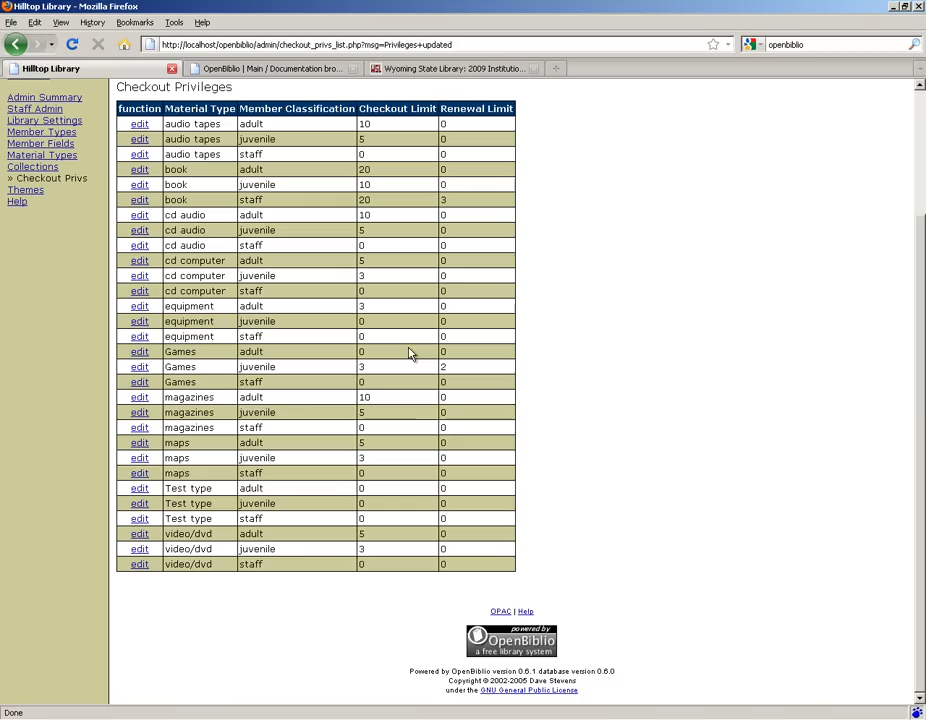 Hilltop Library - Mozilla Firefox
File Edit View History Bookmarks Tools Help
http://localhost/openbiblio/admin/checkout_privs_list.php?msg=Privileges+updated openbiblio
Hilltop Library OpenBiblio | Main / Documentation bro... Wyoming State Library: 2009 Institutio...
Checkout Privileges
Admin Summary
Staff Admin
Library Settings
Member Types
Member Fields
Material Types
Collections
» Checkout Privs
Themes
Help
function Material Type Member Classification Checkout Limit Renewal Limit
edit audio tapes adult 10 0
edit audio tapes juvenile 5 0
edit audio tapes staff 0 0
edit book adult 20 0
edit book juvenile 10 0
edit book staff 20 3
edit cd audio adult 10 0
edit cd audio juvenile 5 0
edit cd audio staff 0 0
edit cd computer adult 5 0
edit cd computer juvenile 3 0
edit cd computer staff 0 0
edit equipment adult 3 0
edit equipment juvenile 0 0
edit equipment staff 0 0
edit Games adult 0 0
edit Games juvenile 3 2
edit Games staff 0 0
edit magazines adult 10 0
edit magazines juvenile 5 0
edit magazines staff 0 0
edit maps adult 5 0
edit maps juvenile 3 0
edit maps staff 0 0
edit Test type adult 0 0
edit Test type juvenile 0 0
edit Test type staff 0 0
edit video/dvd adult 5 0
edit video/dvd juvenile 3 0
edit video/dvd staff 0 0
OPAC | Help
powered by
OpenBiblio
a free library system
Powered by OpenBiblio version 0.6.1 database version 0.6.0
Copyright © 2002-2005 Dave Stevens
under the GNU General Public License
Done